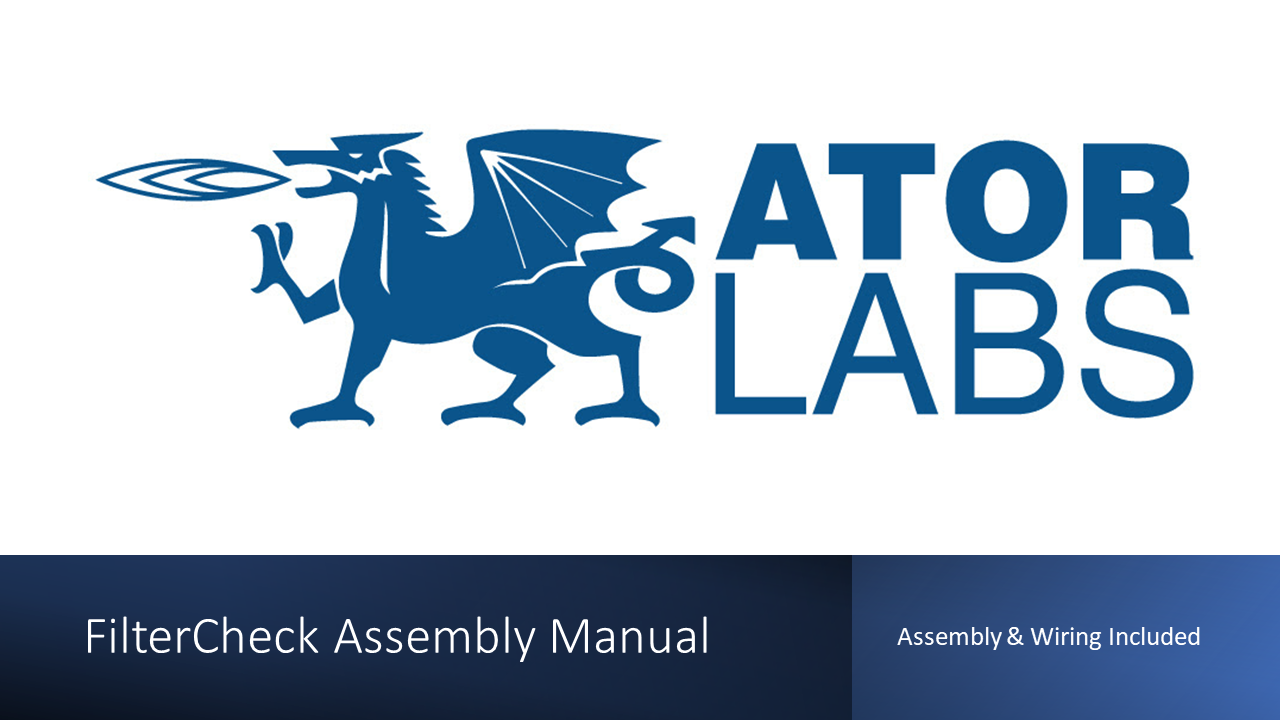 ATOR
LABS
FilterCheck Assembly Manual
Assembly & Wiring Included